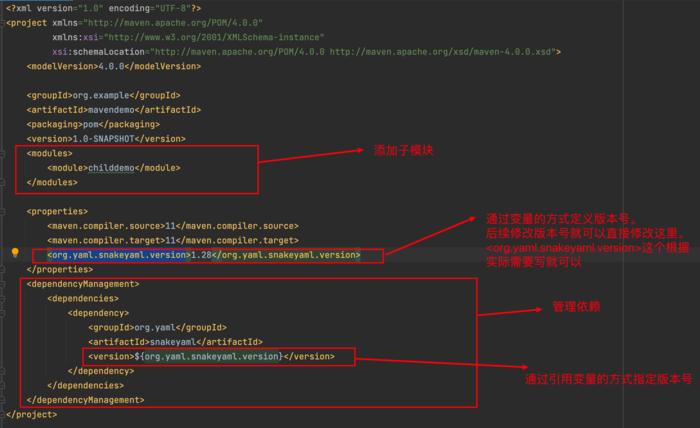 <?xml version="1.0" encoding="UTF-8"?>
<project xmlns="http://maven.apache.org/POM/4.0.0"
xmlns:xsi="http://www.w3.org/2001/XMLSchema-instance"
xsi:schemaLocation="http://maven.apache.org/POM/4.0.0 http://maven.apache.org/xsd/maven-4.0.0.xsd">
<modelVersion>4.0.0</modelVersion>
<groupId>org.example</groupId>
<artifactId>mavendemo</artifactId>
<packaging>pom</packaging>
<version>1.0-SNAPSHOT</version>
<modules>
<module>childdemo</module>
</modules>
添加子模块
<properties>
<maven.compiler.source>11</maven.compiler.source>
<maven.compiler.target>11</maven.compiler.target>
<org.yaml.snakeyaml.version>1.28</org.yaml.snakeyaml.version>
</properties>
通过变量的方式定义版本号。
后续修改版本号就可以直接修改这里。
<org.yaml.snakeyaml.version>这个根据
实际需要写就可以
<dependencyManagement>
<dependencies>
<dependency>
<groupId>org.yaml</groupId>
<artifactId>snakeyaml</artifactId>
<version>${org.yaml.snakeyaml.version}</version>
</dependency>
</dependencies>
</dependencyManagement>
</project>
管理依赖
通过引用变量的方式指定版本号